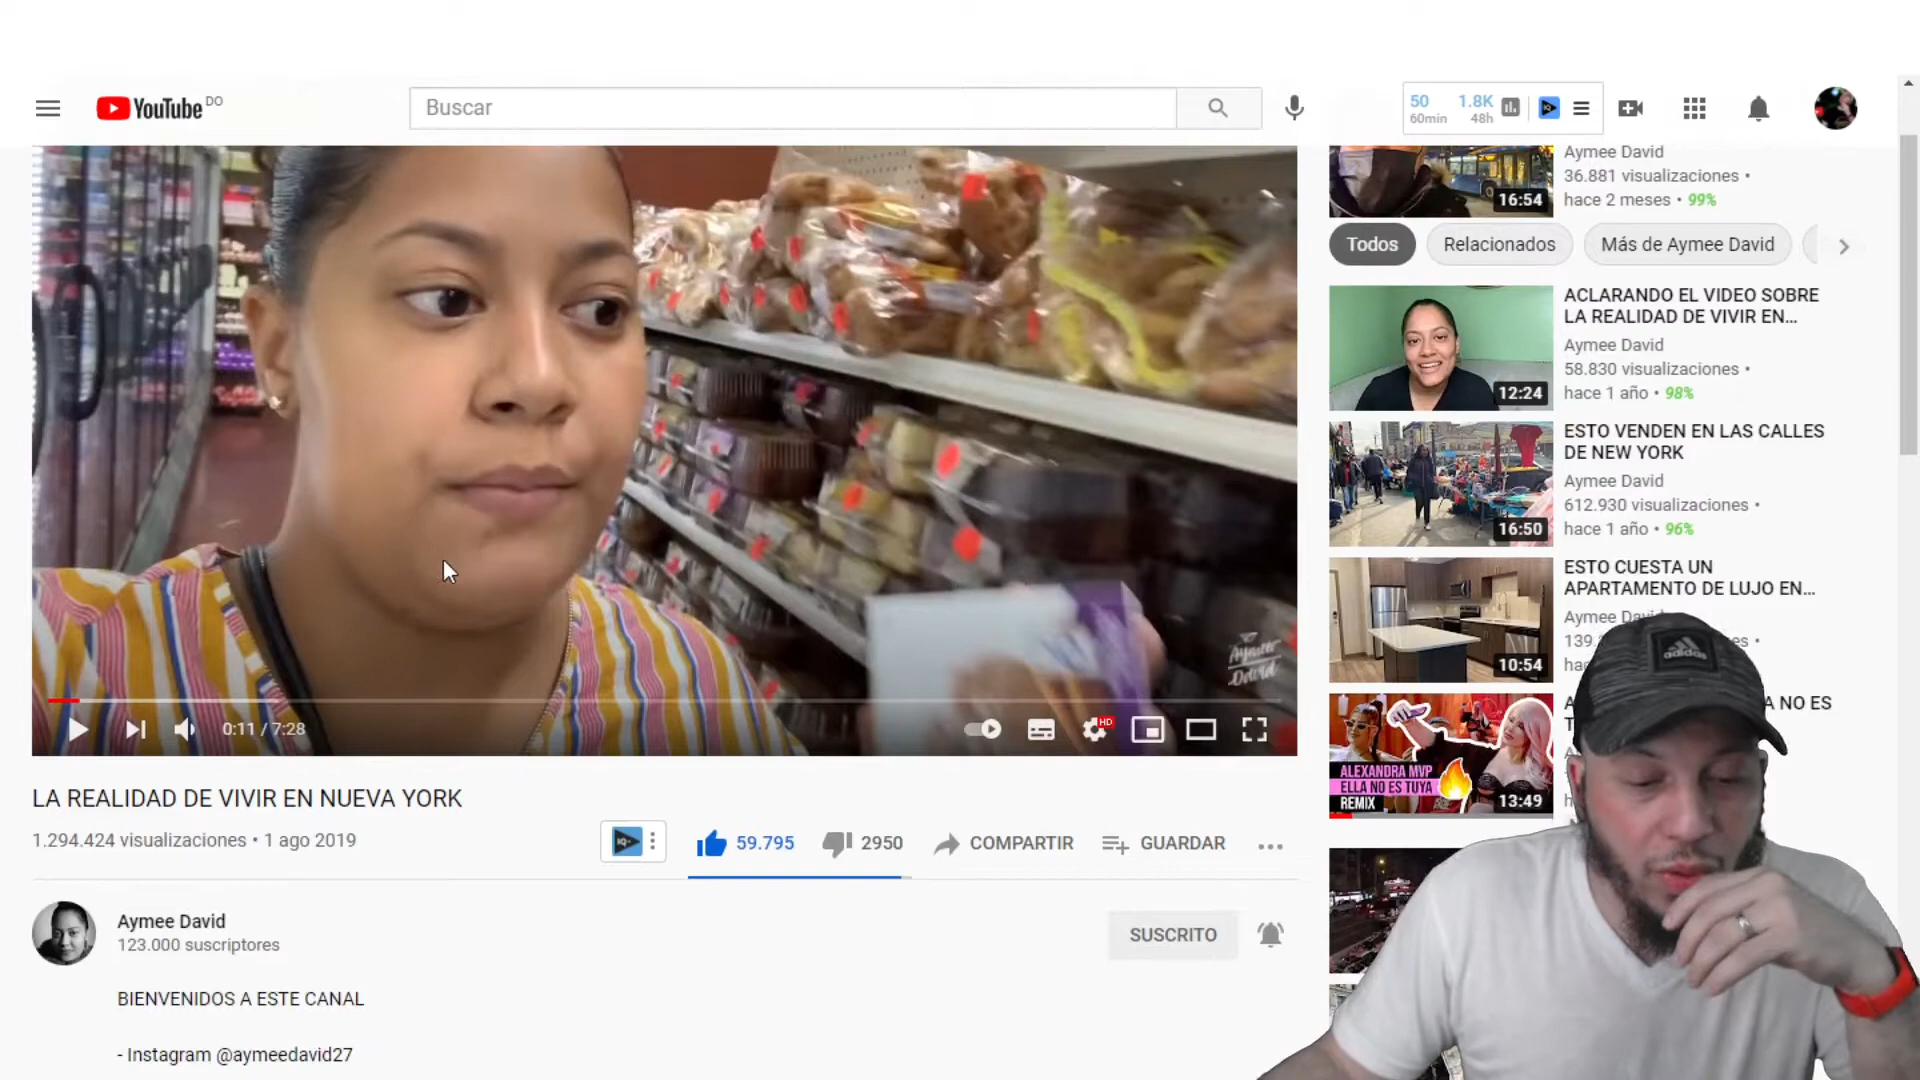 YouTube DO
Buscar
50 1.8K
60min 48h
Aymee David
36.881 visualizaciones •
hace 2 meses • 99%
16:54
Todos
Relacionados
Más de Aymee David
ACLARANDO EL VIDEO SOBRE
LA REALIDAD DE VIVIR EN...
Aymee David
58.830 visualizaciones •
hace 1 año • 98%
12:24
ESTO VENDEN EN LAS CALLES
DE NEW YORK
Aymee David
612.930 visualizaciones •
hace 1 año • 96%
16:50
ESTO CUESTA UN
APARTAMENTO DE LUJO EN...
Aymee
10:54
A NO ES
ALEXANDRA MVP
ELLA NO ES TUYA
REMIX
13:49
adidas
Aymee
David
0:11 / 7:28
HD
LA REALIDAD DE VIVIR EN NUEVA YORK
1.294.424 visualizaciones • 1 ago 2019
IQ
59.795
2950
COMPARTIR
GUARDAR
Aymee David
123.000 suscriptores
SUSCRITO
BIENVENIDOS A ESTE CANAL
- Instagram @aymeedavid27